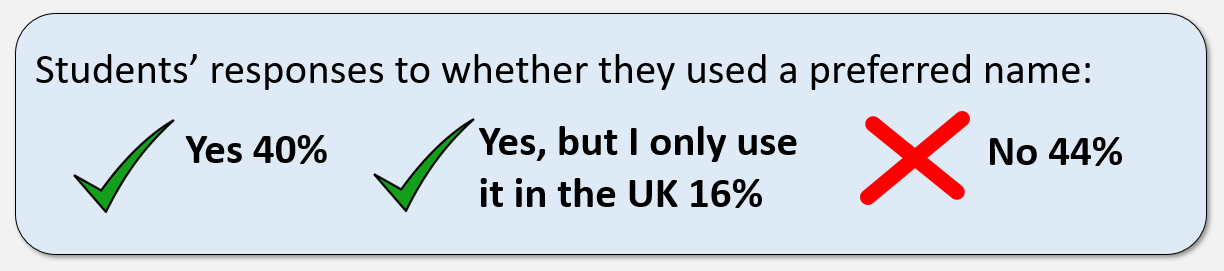 Students’ responses to whether they used a preferred name:
Yes 40%
Yes, but I only use
it in the UK 16%
No 44%